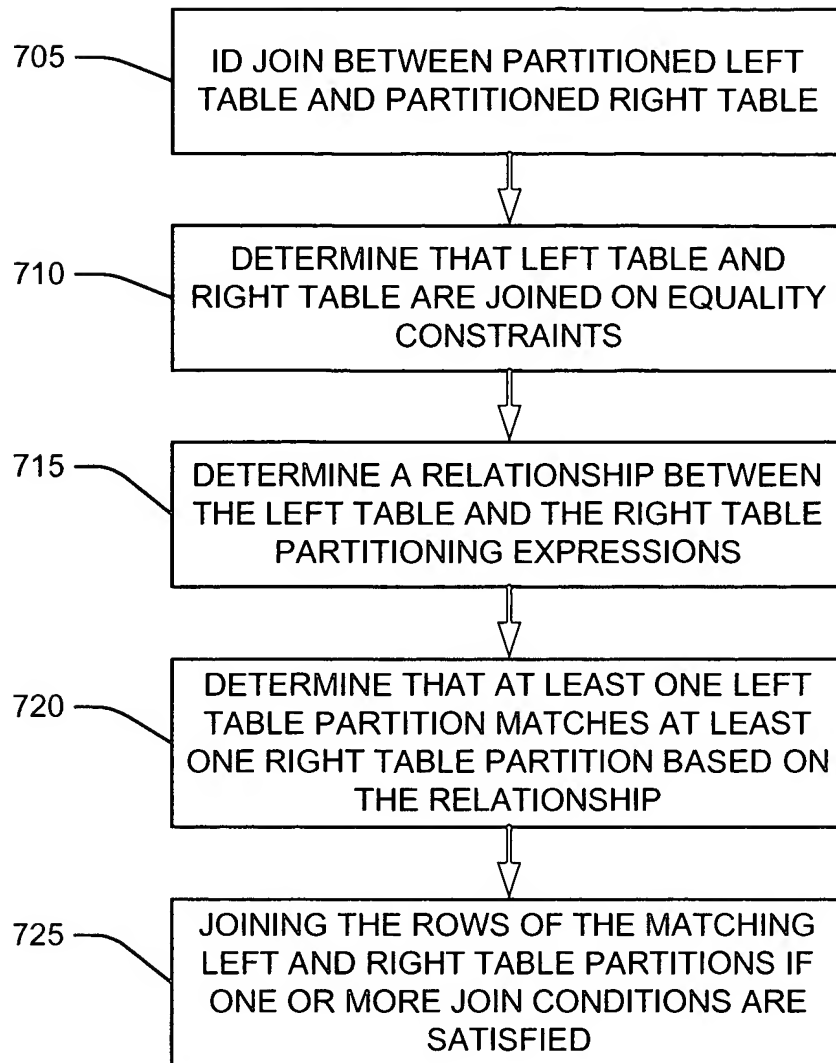 705
ID JOIN BETWEEN PARTITIONED LEFT
TABLE AND PARTITIONED RIGHT TABLE
710
DETERMINE THAT LEFT TABLE AND
RIGHT TABLE ARE JOINED ON EQUALITY
CONSTRAINTS
715
DETERMINE A RELATIONSHIP BETWEEN
THE LEFT TABLE AND THE RIGHT TABLE
PARTITIONING EXPRESSIONS
720
DETERMINE THAT AT LEAST ONE LEFT
TABLE PARTITION MATCHES AT LEAST
ONE RIGHT TABLE PARTITION BASED ON
THE RELATIONSHIP
725
JOINING THE ROWS OF THE MATCHING
LEFT AND RIGHT TABLE PARTITIONS IF
ONE OR MORE JOIN CONDITIONS ARE
SATISFIED